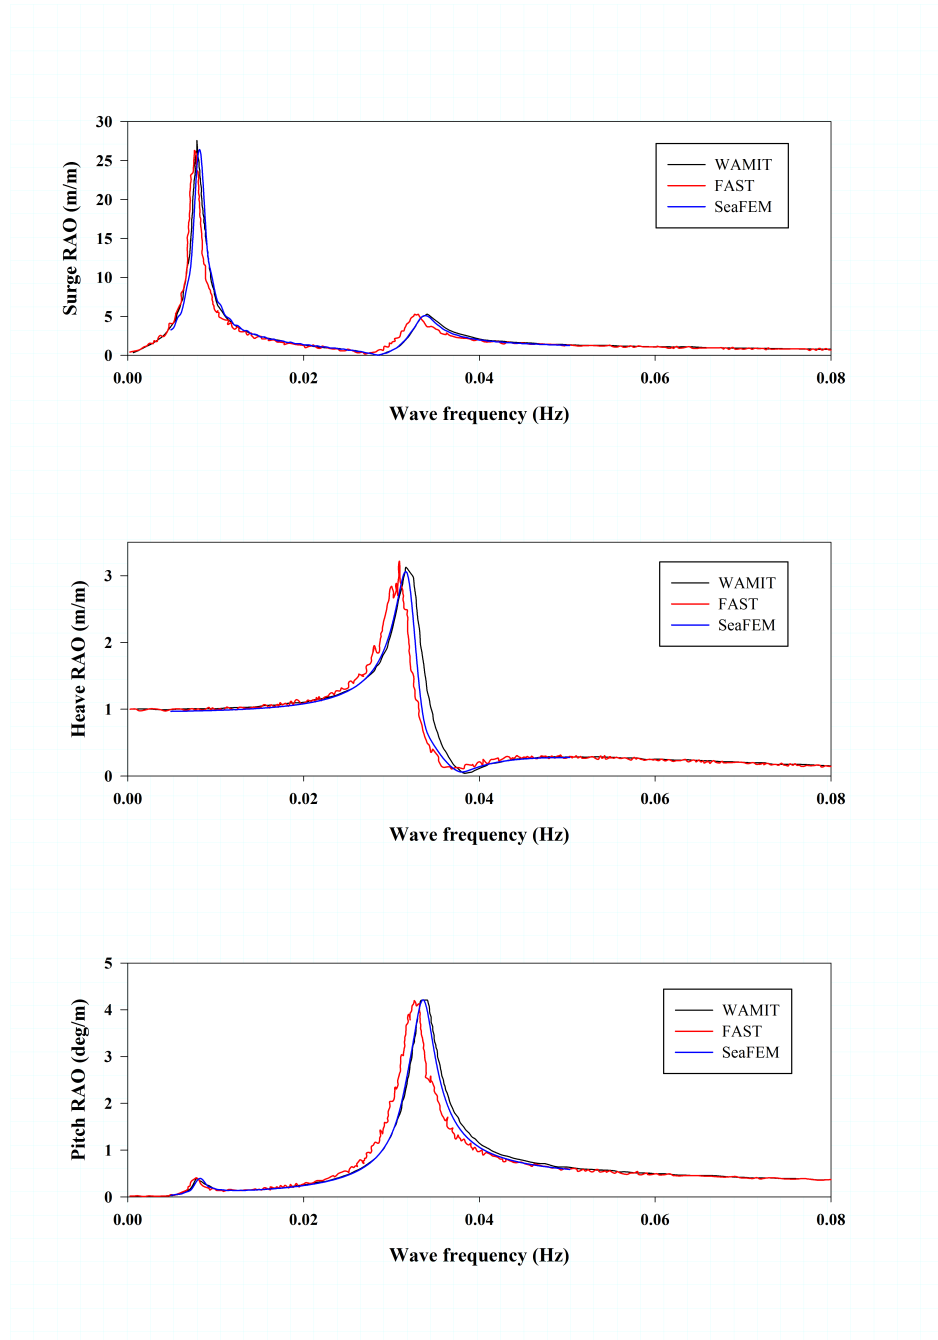 Surge RAO (m/m)
30
25
20
15
10
5
0
WAMIT
FAST
SeaFEM
0.00 0.02 0.04 0.06 0.08
Wave frequency (Hz)
Heave RAO (m/m)
3
2
1
0
WAMIT
FAST
SeaFEM
0.00 0.02 0.04 0.06 0.08
Wave frequency (Hz)
Pitch RAO (deg/m)
5
4
3
2
1
0
WAMIT
FAST
SeaFEM
0.00 0.02 0.04 0.06 0.08
Wave frequency (Hz)